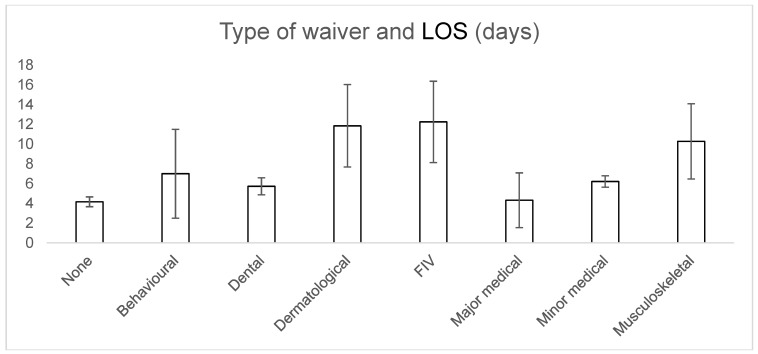 Type of waiver and LOS (days)
18
16
14
12
10
8
6
4
2
0
None
Behavioural
Dental
Dermatological
FIV
Major medical
Minor medical
Musculoskeletal